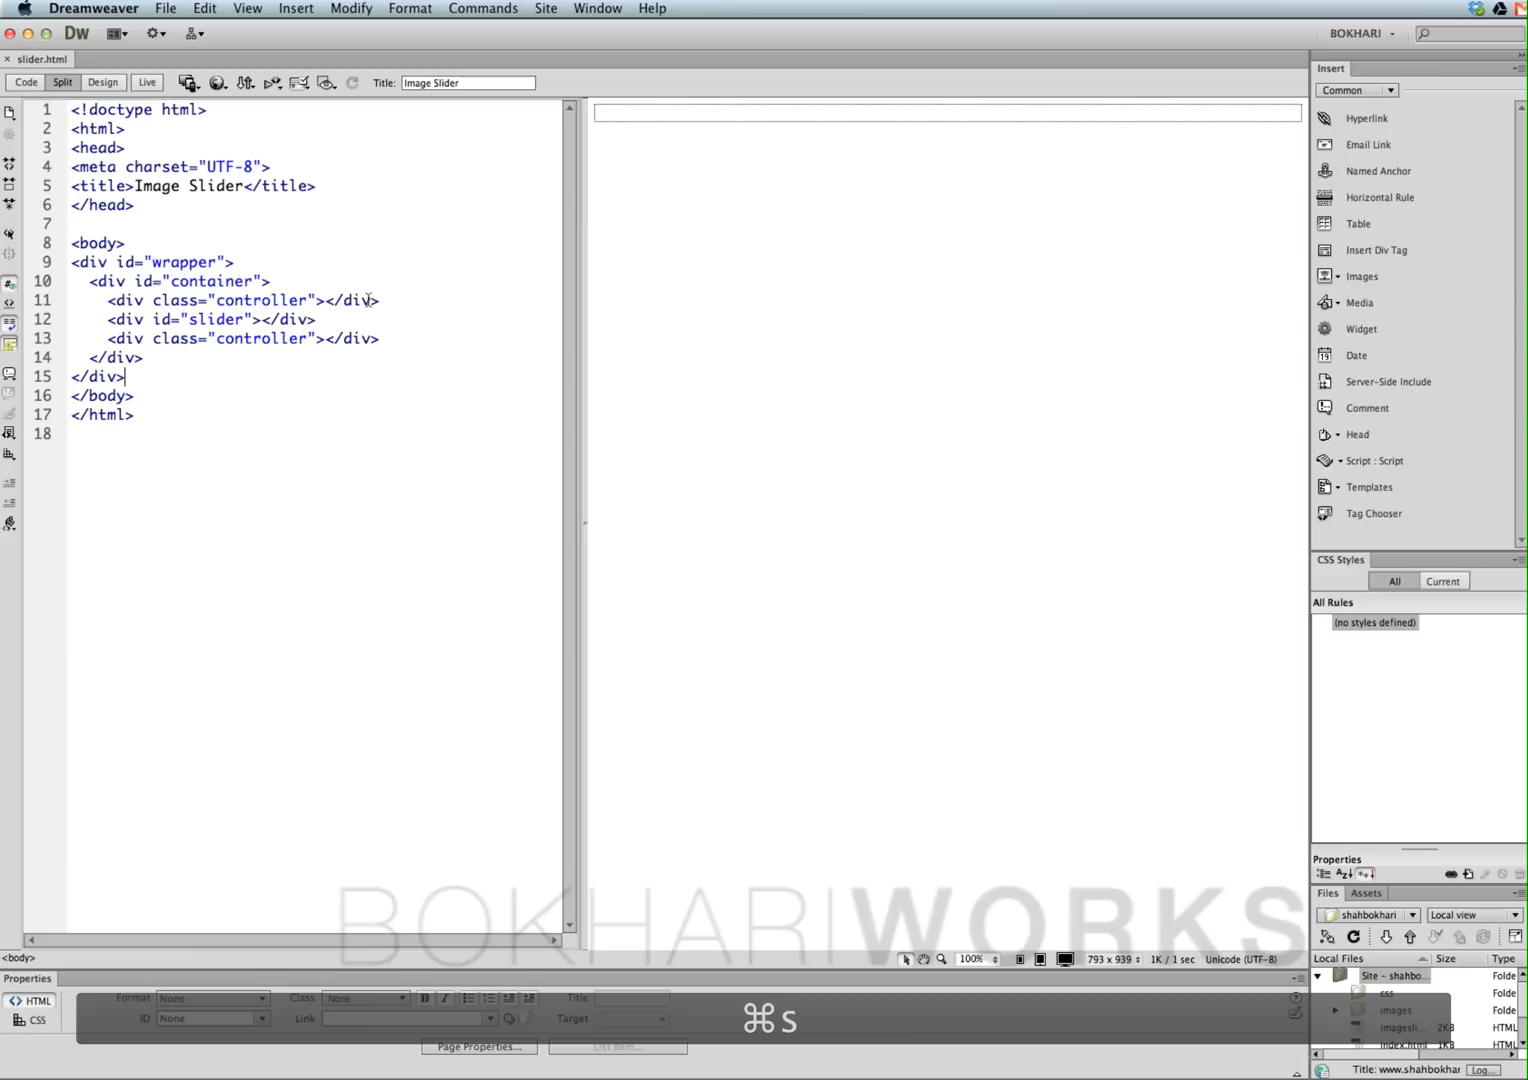 Dreamweaver File Edit View Insert Modify Format Commands Site Window Help
Dw BOKHARI
slider.html
Code Split Design Live Title: Image Slider
1 <!doctype html>
2 <html>
3 <head>
4 <meta charset="UTF-8">
5 <title>Image Slider</title>
6 </head>
7
8 <body>
9 <div id="wrapper">
10 <div id="container">
11 <div class="controller"></div>
12 <div id="slider"></div>
13 <div class="controller"></div>
14 </div>
15 </div>
16 </body>
17 </html>
18
Insert
Common
Hyperlink
Email Link
Named Anchor
Horizontal Rule
Table
Insert Div Tag
Images
Media
Widget
19 Date
Server-Side Include
Comment
Head
Script : Script
Templates
Tag Chooser
CSS Styles
All Current
All Rules
(no styles defined)
Properties
Files Assets
shahbokhari Local view
Local Files Size Type
Site - shahbo... Folde
css Folde
images Folde
imagesli... 2KB HTML
index.html 1KB HTML
Title: www.shahbokhar Log...
BOKHARIWORKS
<body> 100% 793 x 939 1K / 1 sec Unicode (UTF-8)
Properties
<> HTML Format None Class None B I Title
CSS ID None Link Target
Page Properties... List Item...
⌘S